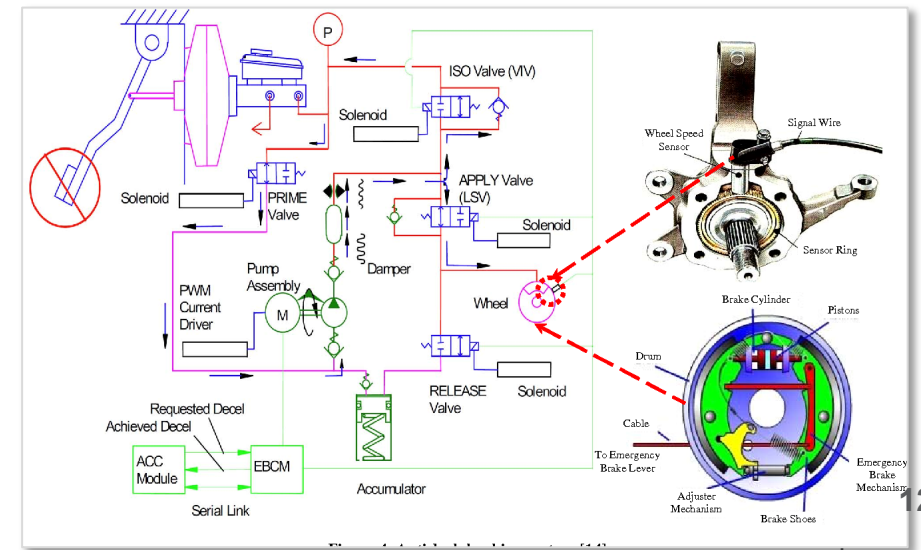 P
ISO Valve (VIV)
Solenoid
Signal Wire
Wheel Speed
Sensor
Solenoid
PRIME
Valve
APPLY Valve
(LSV)
Solenoid
Sensor Ring
Pump
Assembly
Damper
PWM
Current
Driver
M
Wheel
Brake Cylinder
Pistons
Drum
RELEASE
Valve
Solenoid
Requested Decel
Achieved Decel
Cable
To Emergency
Brake Lever
ACC
Module
EBCM
Serial Link
Accumulator
Adjuster
Mechanism
Brake Shoes
Emergency
Brake
Mechanism
12